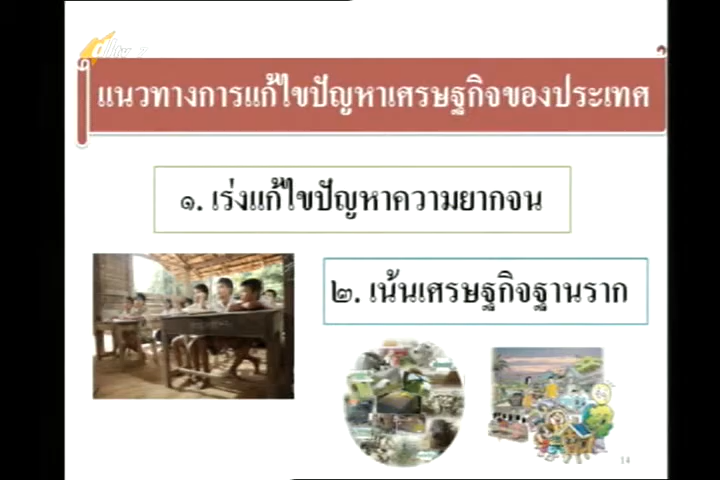 แนวทางการแก้ไขปัญหาเศรษฐกิจของประเทศ
๑. เร่งแก้ไขปัญหาความยากจน
๒. เน้นเศรษฐกิจฐานราก
14